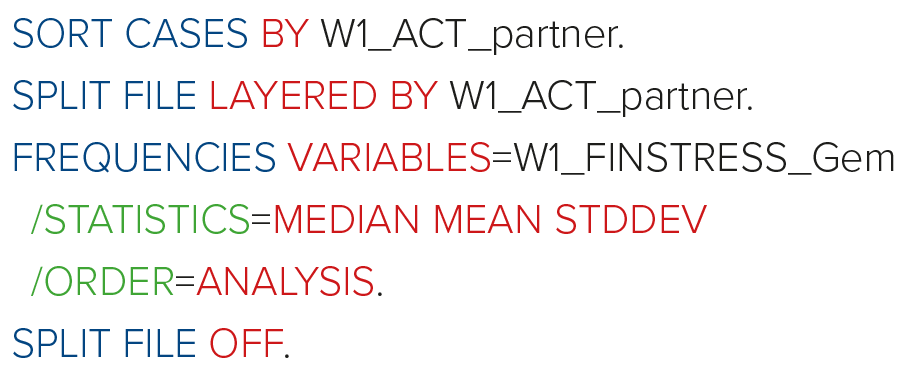 SORT CASES BY W1_ACT_partner.
SPLIT FILE LAYERED BY W1_ACT_partner.
FREQUENCIES VARIABLES=W1_FINSTRESS_Gem
/STATISTICS=MEDIAN MEAN STDDEV
/ORDER=ANALYSIS.
SPLIT FILE OFF.